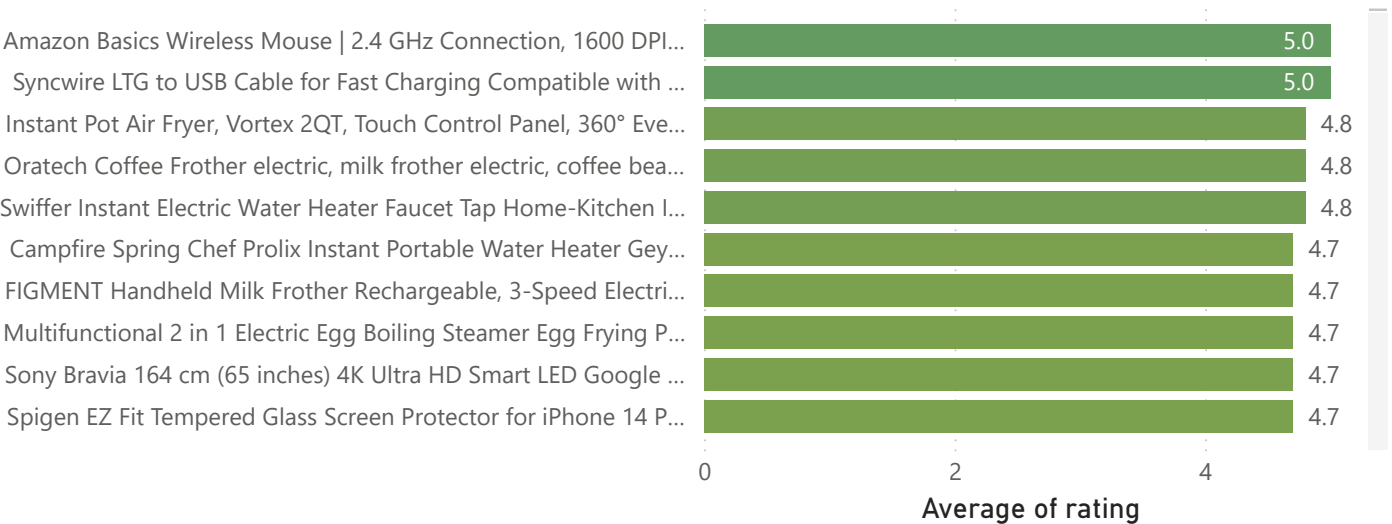 Amazon Basics Wireless Mouse | 2.4 GHz Connection, 1600 DPI... 5.0
Syncwire LTG to USB Cable for Fast Charging Compatible with ... 5.0
Instant Pot Air Fryer, Vortex 2QT, Touch Control Panel, 360° Eve... 4.8
Oratech Coffee Frother electric, milk frother electric, coffee bea... 4.8
Swiffer Instant Electric Water Heater Faucet Tap Home-Kitchen I... 4.8
Campfire Spring Chef Prolix Instant Portable Water Heater Gey... 4.7
FIGMENT Handheld Milk Frother Rechargeable, 3-Speed Electri... 4.7
Multifunctional 2 in 1 Electric Egg Boiling Steamer Egg Frying P... 4.7
Sony Bravia 164 cm (65 inches) 4K Ultra HD Smart LED Google ... 4.7
Spigen EZ Fit Tempered Glass Screen Protector for iPhone 14 P... 4.7
0 2 4
Average of rating